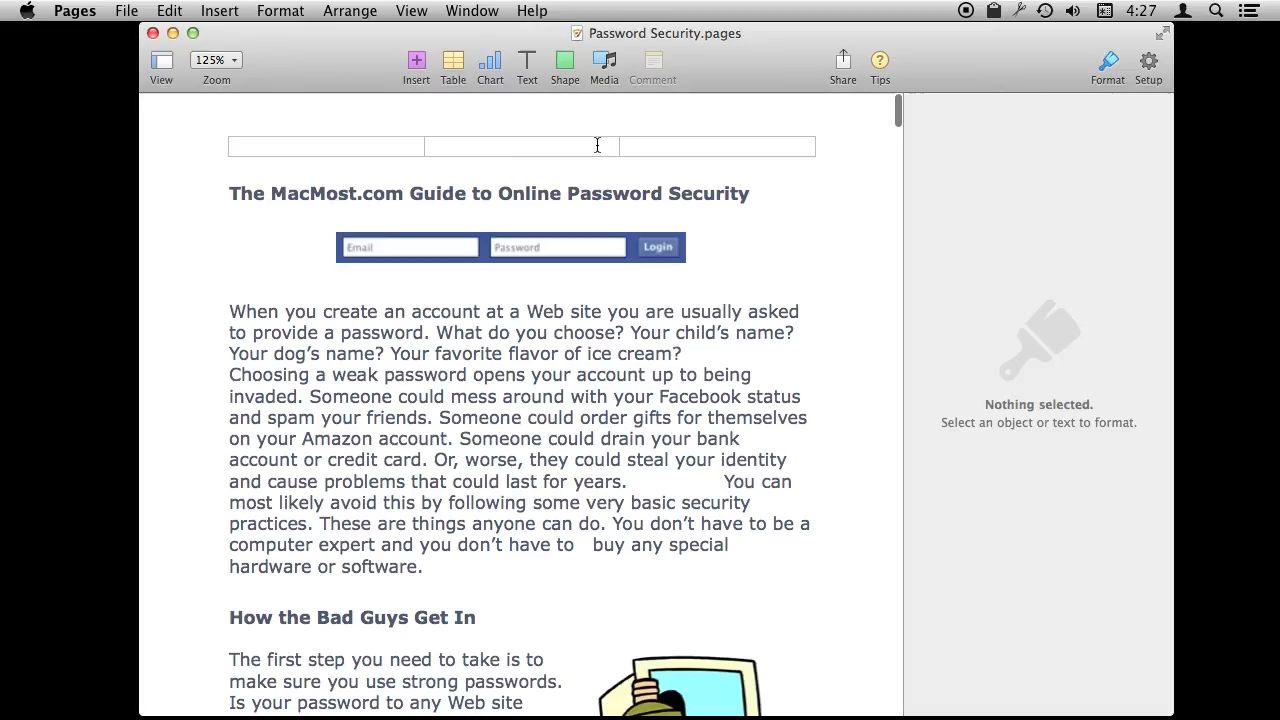 Pages File Edit Insert Format Arrange View Window Help 4:27
Password Security.pages
125%
View Zoom Insert Table Chart Text Shape Media Comment Share Tips Format Setup
The MacMost.com Guide to Online Password Security
Email Password Login
When you create an account at a Web site you are usually asked
to provide a password. What do you choose? Your child’s name?
Your dog’s name? Your favorite flavor of ice cream?
Choosing a weak password opens your account up to being
invaded. Someone could mess around with your Facebook status
and spam your friends. Someone could order gifts for themselves
on your Amazon account. Someone could drain your bank
account or credit card. Or, worse, they could steal your identity
and cause problems that could last for years. You can
most likely avoid this by following some very basic security
practices. These are things anyone can do. You don’t have to be a
computer expert and you don’t have to buy any special
hardware or software.
How the Bad Guys Get In
The first step you need to take is to
make sure you use strong passwords.
Is your password to any Web site
Nothing selected.
Select an object or text to format.